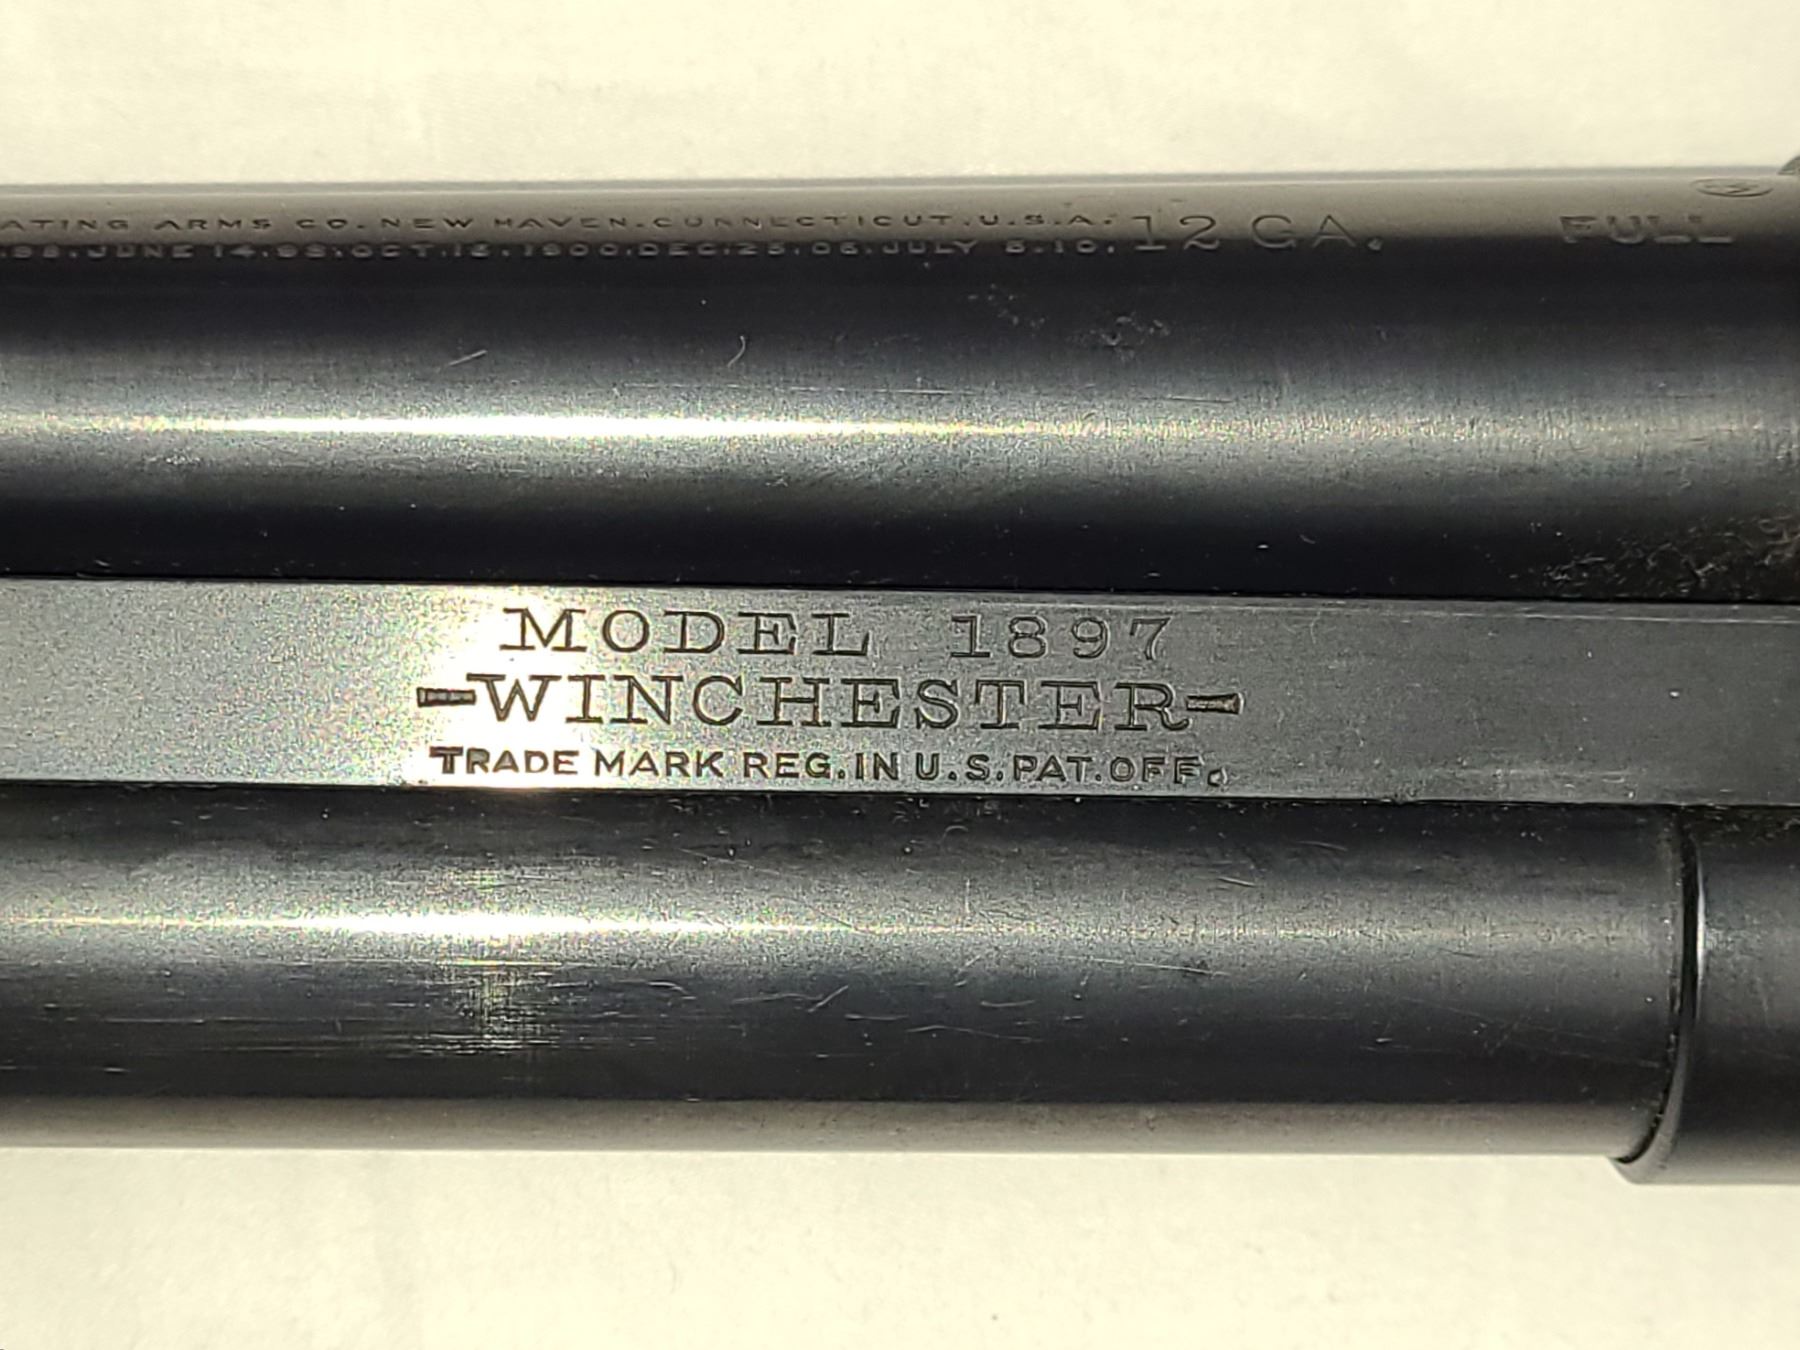 ATING ARMS CO. NEW HAVEN. CONNECTICUT. U.S.A. 12 GA. FULL
.98. JUNE 14.98. OCT. 16. 1900. DEC. 25. 06. JULY 5. 10.
MODEL 1897
-WINCHESTER-
TRADE MARK REG. IN U.S. PAT. OFF.